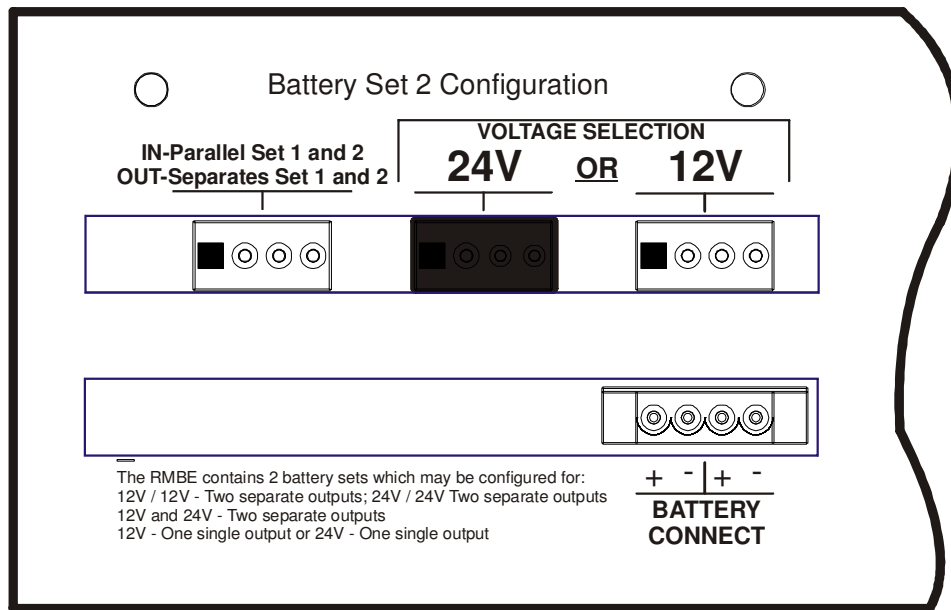 Battery Set 2 Configuration
VOLTAGE SELECTION
IN-Parallel Set 1 and 2
OUT-Separates Set 1 and 2
24V OR 12V
The RMBE contains 2 battery sets which may be configured for:
12V / 12V - Two separate outputs; 24V / 24V Two separate outputs
12V and 24V - Two separate outputs
12V - One single output or 24V - One single output
+ - + -
BATTERY
CONNECT